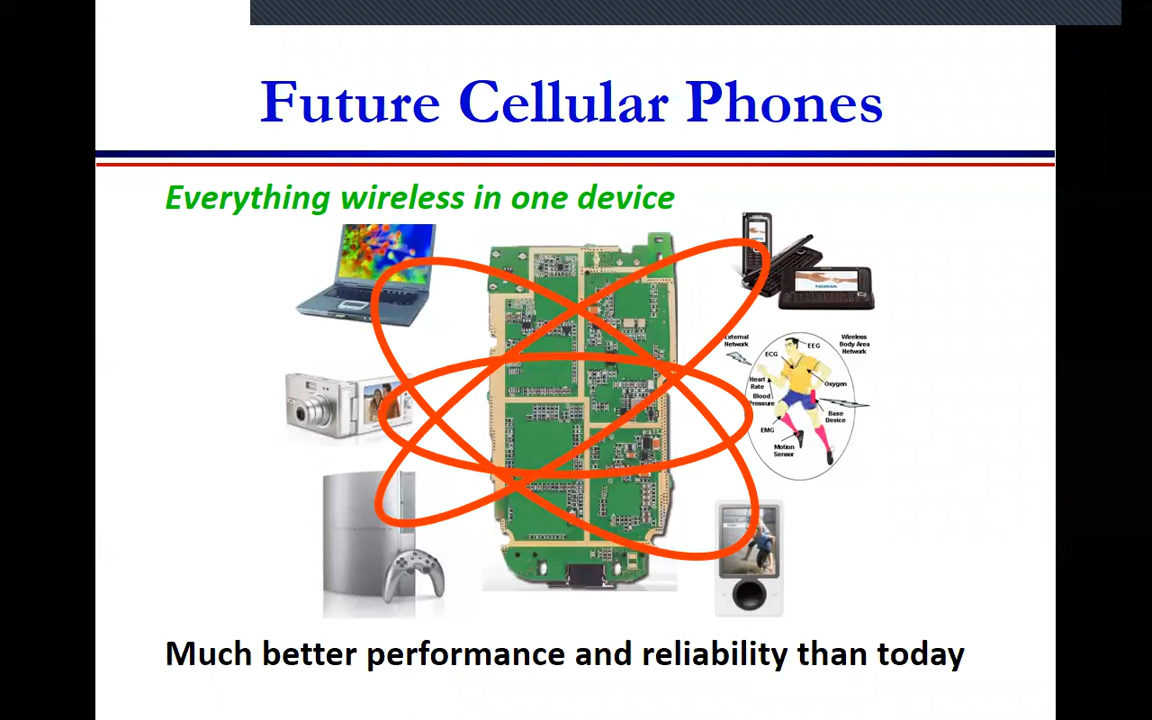 Future Cellular Phones
Everything wireless in one device
NOKIA
External
Network
Wireless
Body Area
Network
EEG
ECG
Heart
Rate
Oxygen
Blood
Pressure
Base
Device
EMG
Motion
Sensor
Much better performance and reliability than today